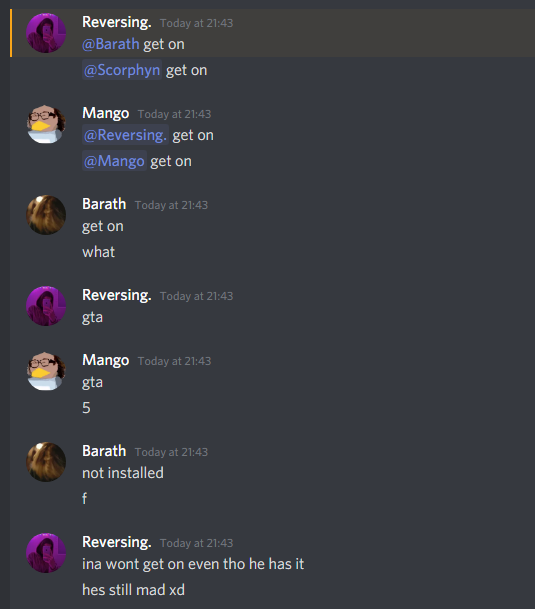 Reversing. Today at 21:43
@Barath get on
@Scorphyn get on
Mango Today at 21:43
@Reversing. get on
@Mango get on
Barath Today at 21:43
get on
what
Reversing. Today at 21:43
gta
Mango Today at 21:43
gta
5
Barath Today at 21:43
not installed
f
Reversing. Today at 21:43
ina wont get on even tho he has it
hes still mad xd